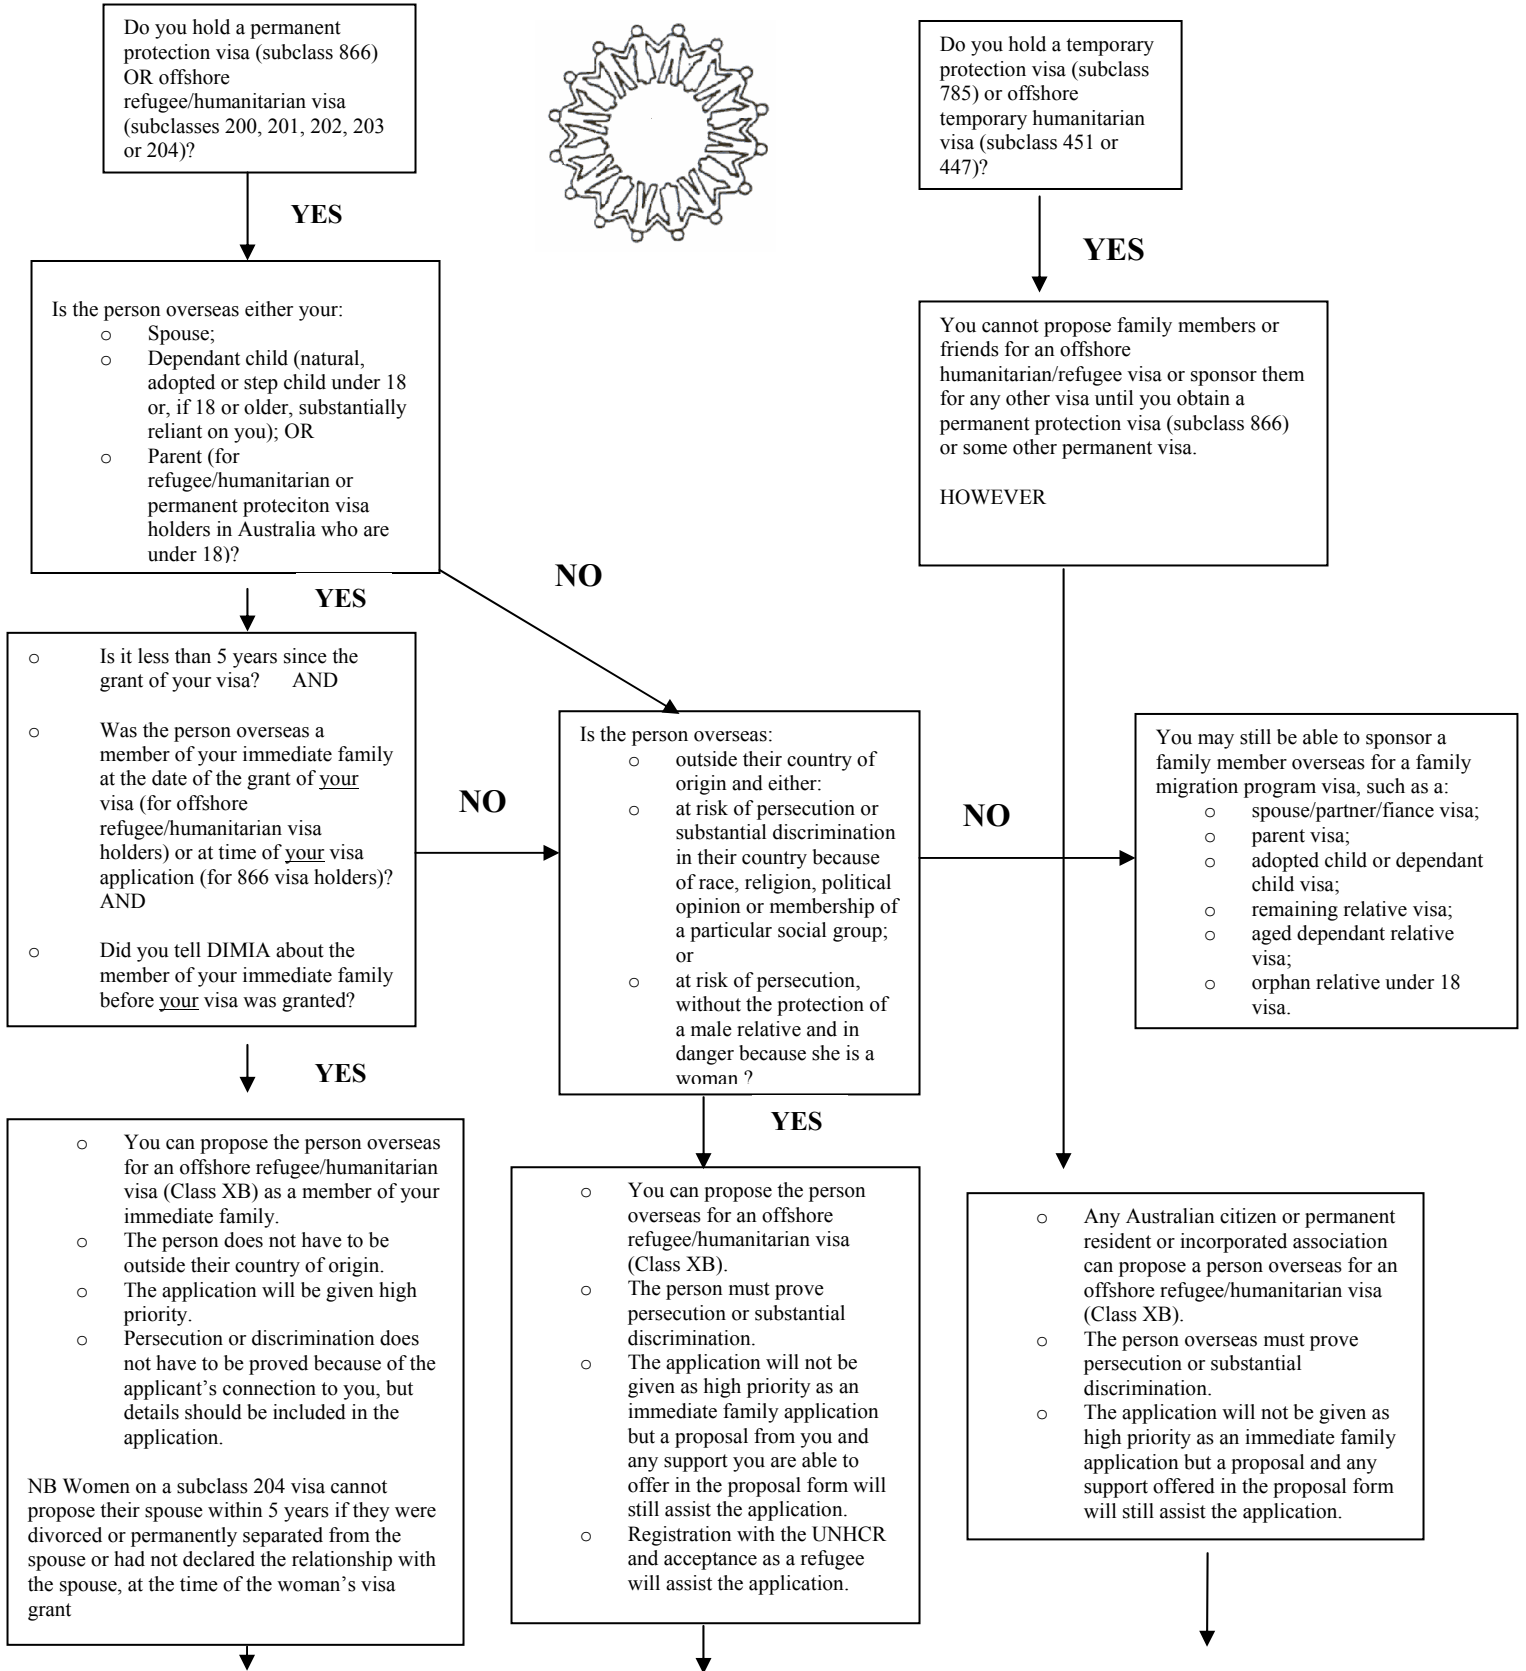 Do you hold a permanent
protection visa (subclass 866)
OR offshore
refugee/humanitarian visa
(subclasses 200, 201, 202, 203
or 204)?
Do you hold a temporary
protection visa (subclass
785) or offshore
temporary humanitarian
visa (subclass 451 or
447)?
YES
YES
Is the person overseas either your:
o Spouse;
o Dependant child (natural,
adopted or step child under 18
or, if 18 or older, substantially
reliant on you); OR
o Parent (for
refugee/humanitarian or
permanent proteciton visa
holders in Australia who are
under 18)?
You cannot propose family members or
friends for an offshore
humanitarian/refugee visa or sponsor them
for any other visa until you obtain a
permanent protection visa (subclass 866)
or some other permanent visa.
HOWEVER
NO
YES
o Is it less than 5 years since the
grant of your visa? AND
o Was the person overseas a
member of your immediate family
at the date of the grant of your
visa (for offshore
refugee/humanitarian visa
holders) or at time of your visa
application (for 866 visa holders)?
AND
o Did you tell DIMIA about the
member of your immediate family
before your visa was granted?
NO
Is the person overseas:
o outside their country of
origin and either:
o at risk of persecution or
substantial discrimination
in their country because
of race, religion, political
opinion or membership of
a particular social group;
or
o at risk of persecution,
without the protection of
a male relative and in
danger because she is a
woman ?
NO
You may still be able to sponsor a
family member overseas for a family
migration program visa, such as a:
o spouse/partner/fiance visa;
o parent visa;
o adopted child or dependant
child visa;
o remaining relative visa;
o aged dependant relative
visa;
o orphan relative under 18
visa.
YES
YES
o You can propose the person overseas
for an offshore refugee/humanitarian
visa (Class XB) as a member of your
immediate family.
o The person does not have to be
outside their country of origin.
o The application will be given high
priority.
o Persecution or discrimination does
not have to be proved because of the
applicant's connection to you, but
details should be included in the
application.
NB Women on a subclass 204 visa cannot
propose their spouse within 5 years if they were
divorced or permanently separated from the
spouse or had not declared the relationship with
the spouse, at the time of the woman's visa
grant
o You can propose the person
overseas for an offshore
refugee/humanitarian visa
(Class XB).
o The person must prove
persecution or substantial
discrimination.
o The application will not be
given as high priority as an
immediate family application
but a proposal from you and
any support you are able to
offer in the proposal form will
still assist the application.
o Registration with the UNHCR
and acceptance as a refugee
will assist the application.
o Any Australian citizen or permanent
resident or incorporated association
can propose a person overseas for an
offshore refugee/humanitarian visa
(Class XB).
o The person overseas must prove
persecution or substantial
discrimination.
o The application will not be given as
high priority as an immediate family
application but a proposal and any
support offered in the proposal form
will still assist the application.